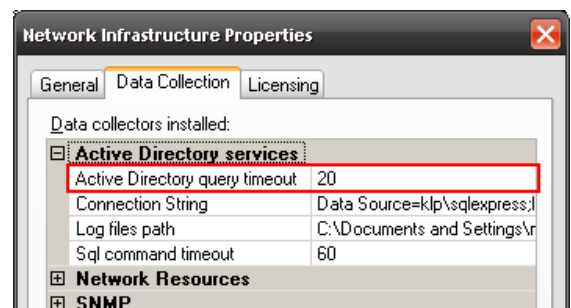 Network Infrastructure Properties
General Data Collection Licensing
Data collectors installed:
Active Directory services
Active Directory query timeout 20
Connection String Data Source=klp\sqlexpress;I
Log files path C:\Documents and Settings\r
Sql command timeout 60
Network Resources
SNMP